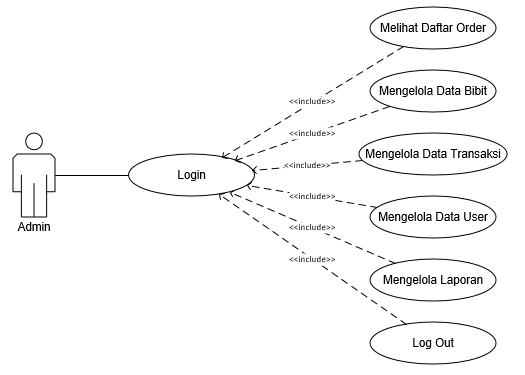 Melihat Daftar Order
<<include>>
Mengelola Data Bibit
<<include>>
Mengelola Data Transaksi
<<include>>
Login
<<include>>
Mengelola Data User
Admin
<<include>>
Mengelola Laporan
<<include>>
Log Out